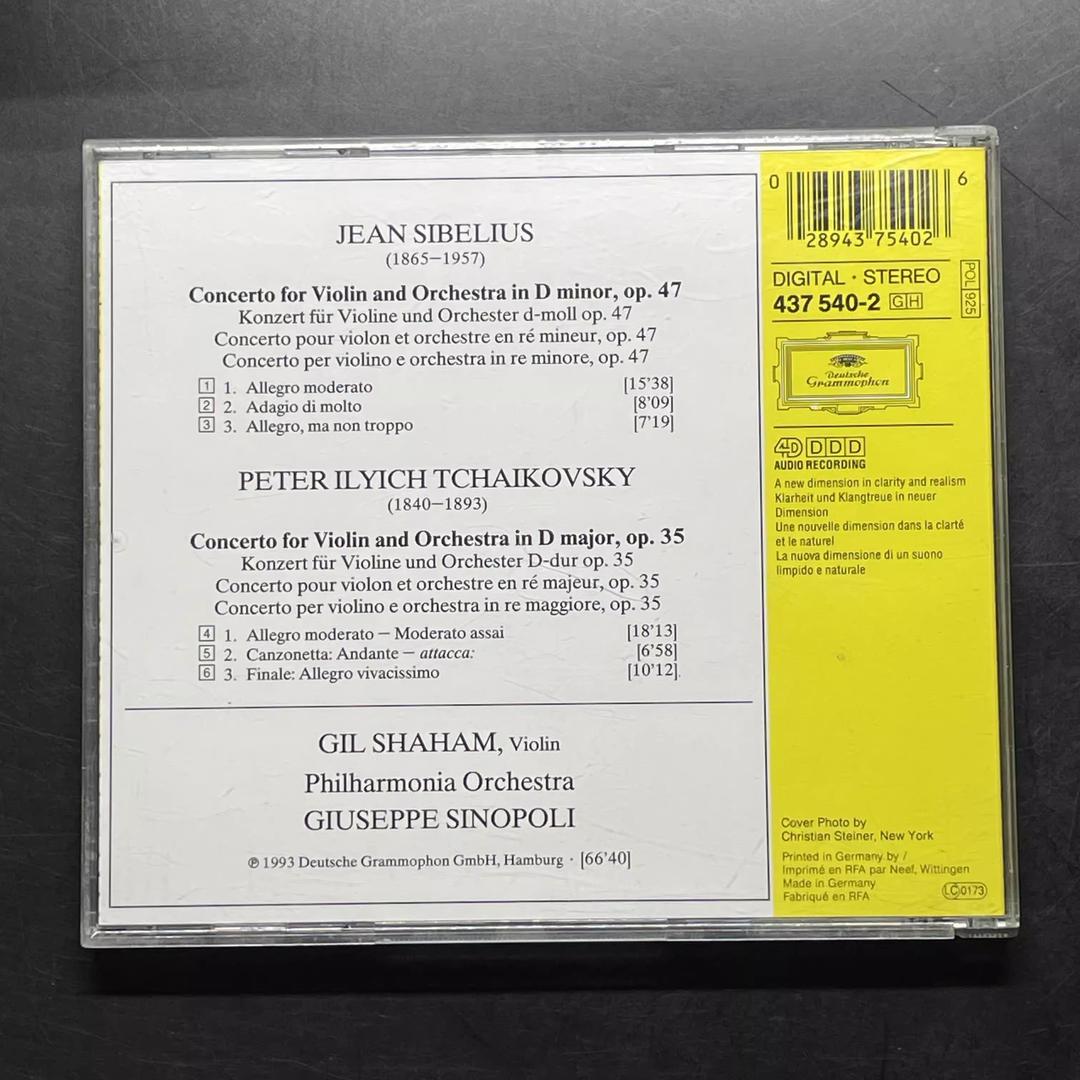 JEAN SIBELIUS
(1865–1957)
Concerto for Violin and Orchestra in D minor, op. 47
Konzert für Violine und Orchester d-moll op. 47
Concerto pour violon et orchestre en ré mineur, op. 47
Concerto per violino e orchestra in re minore, op. 47
1 1. Allegro moderato [15'38]
2 2. Adagio di molto [8'09]
3 3. Allegro, ma non troppo [7'19]
PETER ILYICH TCHAIKOVSKY
(1840–1893)
Concerto for Violin and Orchestra in D major, op. 35
Konzert für Violine und Orchester D-dur op. 35
Concerto pour violon et orchestre en ré majeur, op. 35
Concerto per violino e orchestra in re maggiore, op. 35
4 1. Allegro moderato – Moderato assai [18'13]
5 2. Canzonetta: Andante – attacca: [6'58]
6 3. Finale: Allegro vivacissimo [10'12]
GIL SHAHAM, Violin
Philharmonia Orchestra
GIUSEPPE SINOPOLI
℗ 1993 Deutsche Grammophon GmbH, Hamburg · [66'40]
0 28943 75402 6
DIGITAL · STEREO
437 540-2 GH
POL 925
Deutsche
Grammophon
4D DDD
AUDIO RECORDING
A new dimension in clarity and realism
Klarheit und Klangtreue in neuer
Dimension
Une nouvelle dimension dans la clarté
et le naturel
La nuova dimensione di un suono
limpido e naturale
Cover Photo by
Christian Steiner, New York
Printed in Germany by /
Imprimé en RFA par Neef, Wittingen
Made in Germany
Fabriqué en RFA
LC 0173